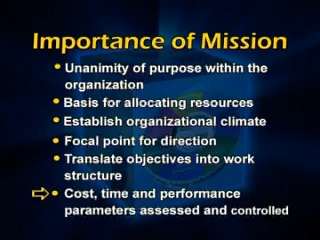 Importance of Mission
• Unanimity of purpose within the
organization
• Basis for allocating resources
• Establish organizational climate
• Focal point for direction
• Translate objectives into work
structure
• Cost, time and performance
parameters assessed and controlled